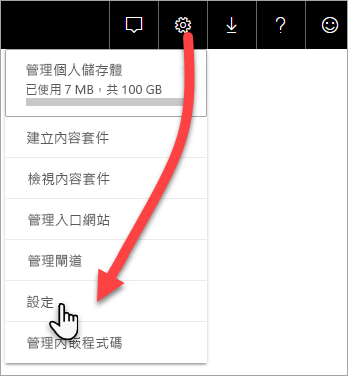 管理個人儲存體
已使用 7 MB，共 100 GB
建立內容套件
檢視內容套件
管理入口網站
管理閘道
設定
管理內嵌程式碼